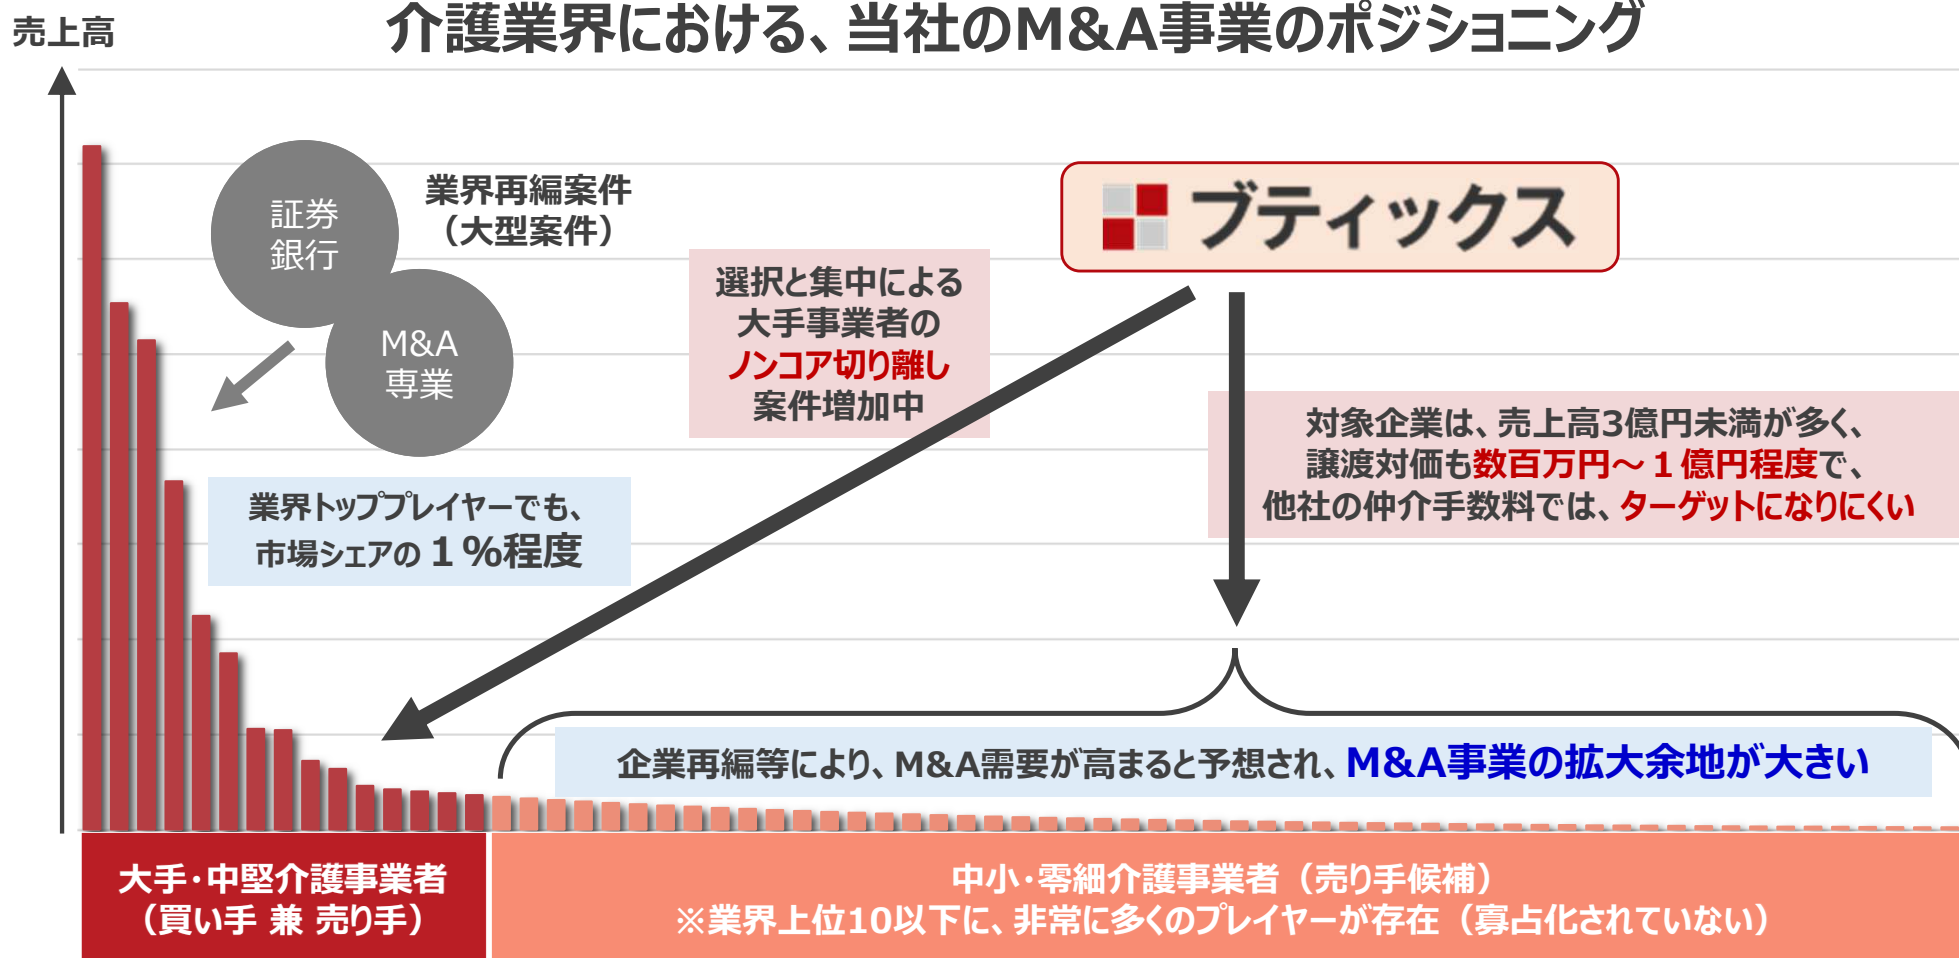 介護業界における、当社のM&A事業のポジショニング
売上高
証券
銀行
業界再編案件
（大型案件）
M&A
専業
ブティックス
選択と集中による
大手事業者の
ノンコア切り離し
案件増加中
対象企業は、売上高3億円未満が多く、
譲渡対価も数百万円～１億円程度で、
他社の仲介手数料では、ターゲットになりにくい
業界トッププレイヤーでも、
市場シェアの１％程度
企業再編等により、M&A需要が高まると予想され、M&A事業の拡大余地が大きい
大手・中堅介護事業者
（買い手 兼 売り手）
中小・零細介護事業者（売り手候補）
※業界上位10以下に、非常に多くのプレイヤーが存在（寡占化されていない）